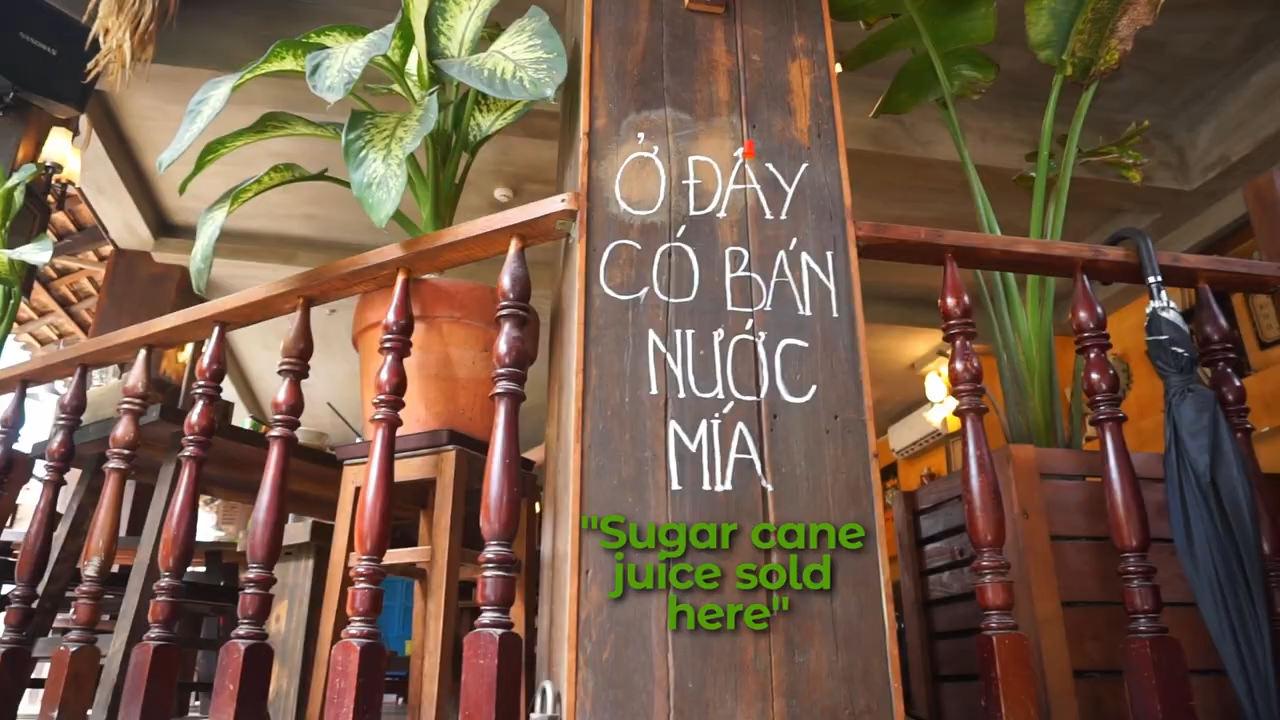 Ở ĐÂY
CÓ BÁN
NƯỚC
MÍA
"Sugar cane
juice sold
here"